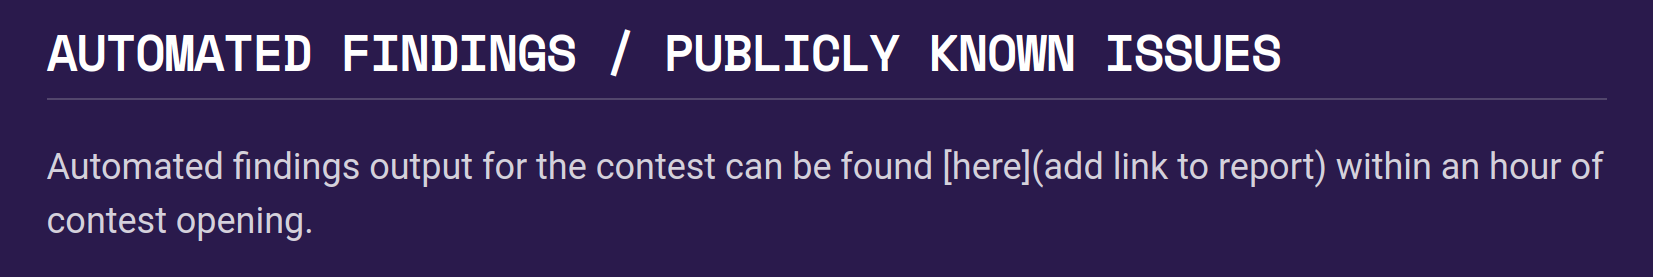 AUTOMATED FINDINGS / PUBLICLY KNOWN ISSUES
Automated findings output for the contest can be found [here](add link to report) within an hour of
contest opening.